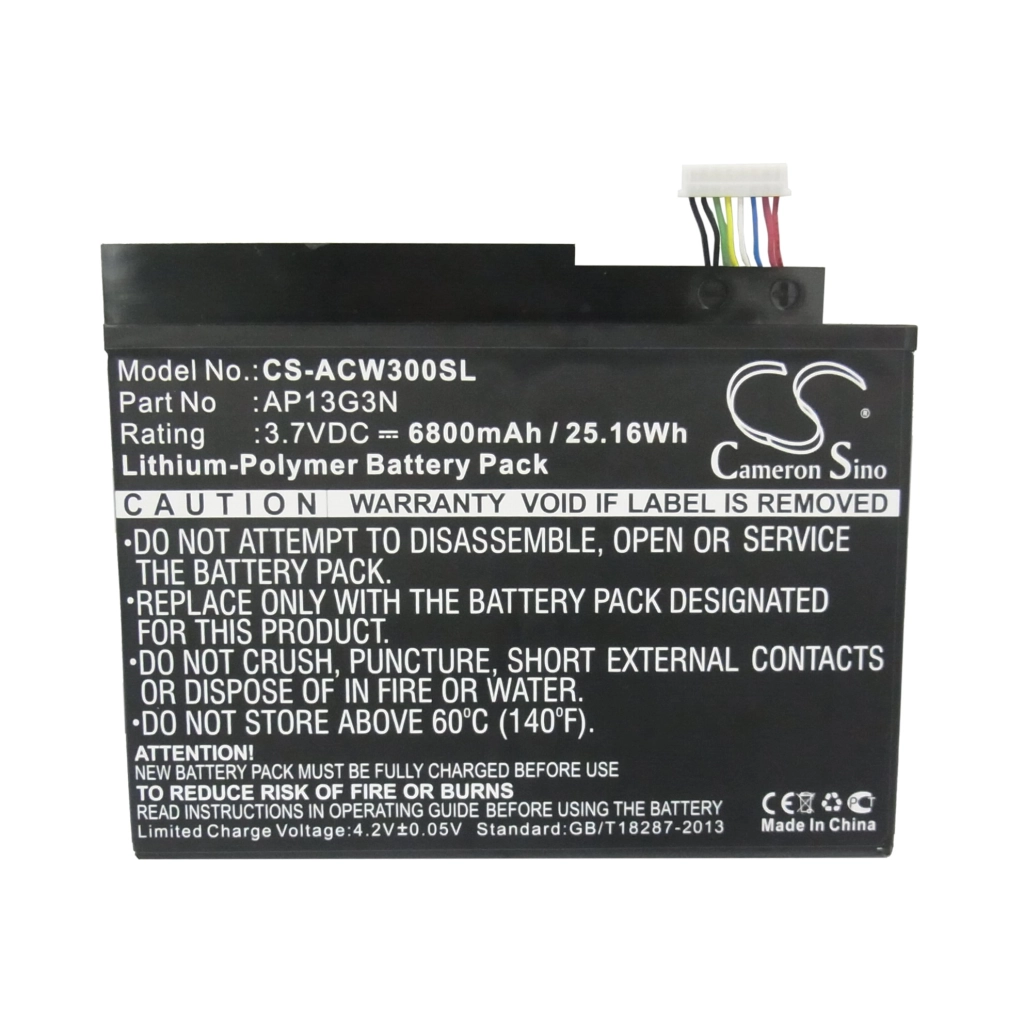 Model No.:CS-ACW300SL
Part No :AP13G3N
Rating :3.7VDC ⎓ 6800mAh / 25.16Wh
Lithium-Polymer Battery Pack
CS®
Cameron Sino
CAUTION WARRANTY VOID IF LABEL IS REMOVED
•DO NOT ATTEMPT TO DISASSEMBLE, OPEN OR SERVICE
THE BATTERY PACK.
•REPLACE ONLY WITH THE BATTERY PACK DESIGNATED
FOR THIS PRODUCT.
•DO NOT CRUSH, PUNCTURE, SHORT EXTERNAL CONTACTS
OR DISPOSE OF IN FIRE OR WATER.
•DO NOT STORE ABOVE 60⁰C (140⁰F).
ATTENTION!
NEW BATTERY PACK MUST BE FULLY CHARGED BEFORE USE
TO REDUCE RISK OF FIRE OR BURNS
READ INSTRUCTIONS IN OPERATING GUIDE BEFORE USING THE BATTERY
Limited Charge Voltage:4.2V±0.05V Standard:GB/T18287-2013
CE
Made In China